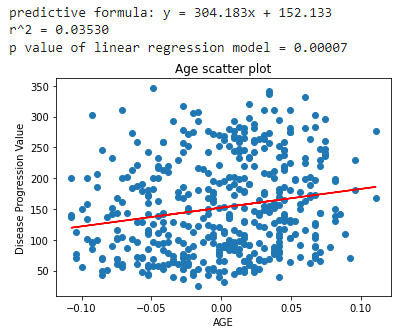 predictive formula: y = 304.183x + 152.133
r^2 = 0.03530
p value of linear regression model = 0.00007
Age scatter plot
350
300
250
200
150
100
50
Disease Progression Value
−0.10
−0.05
0.00
0.05
0.10
AGE